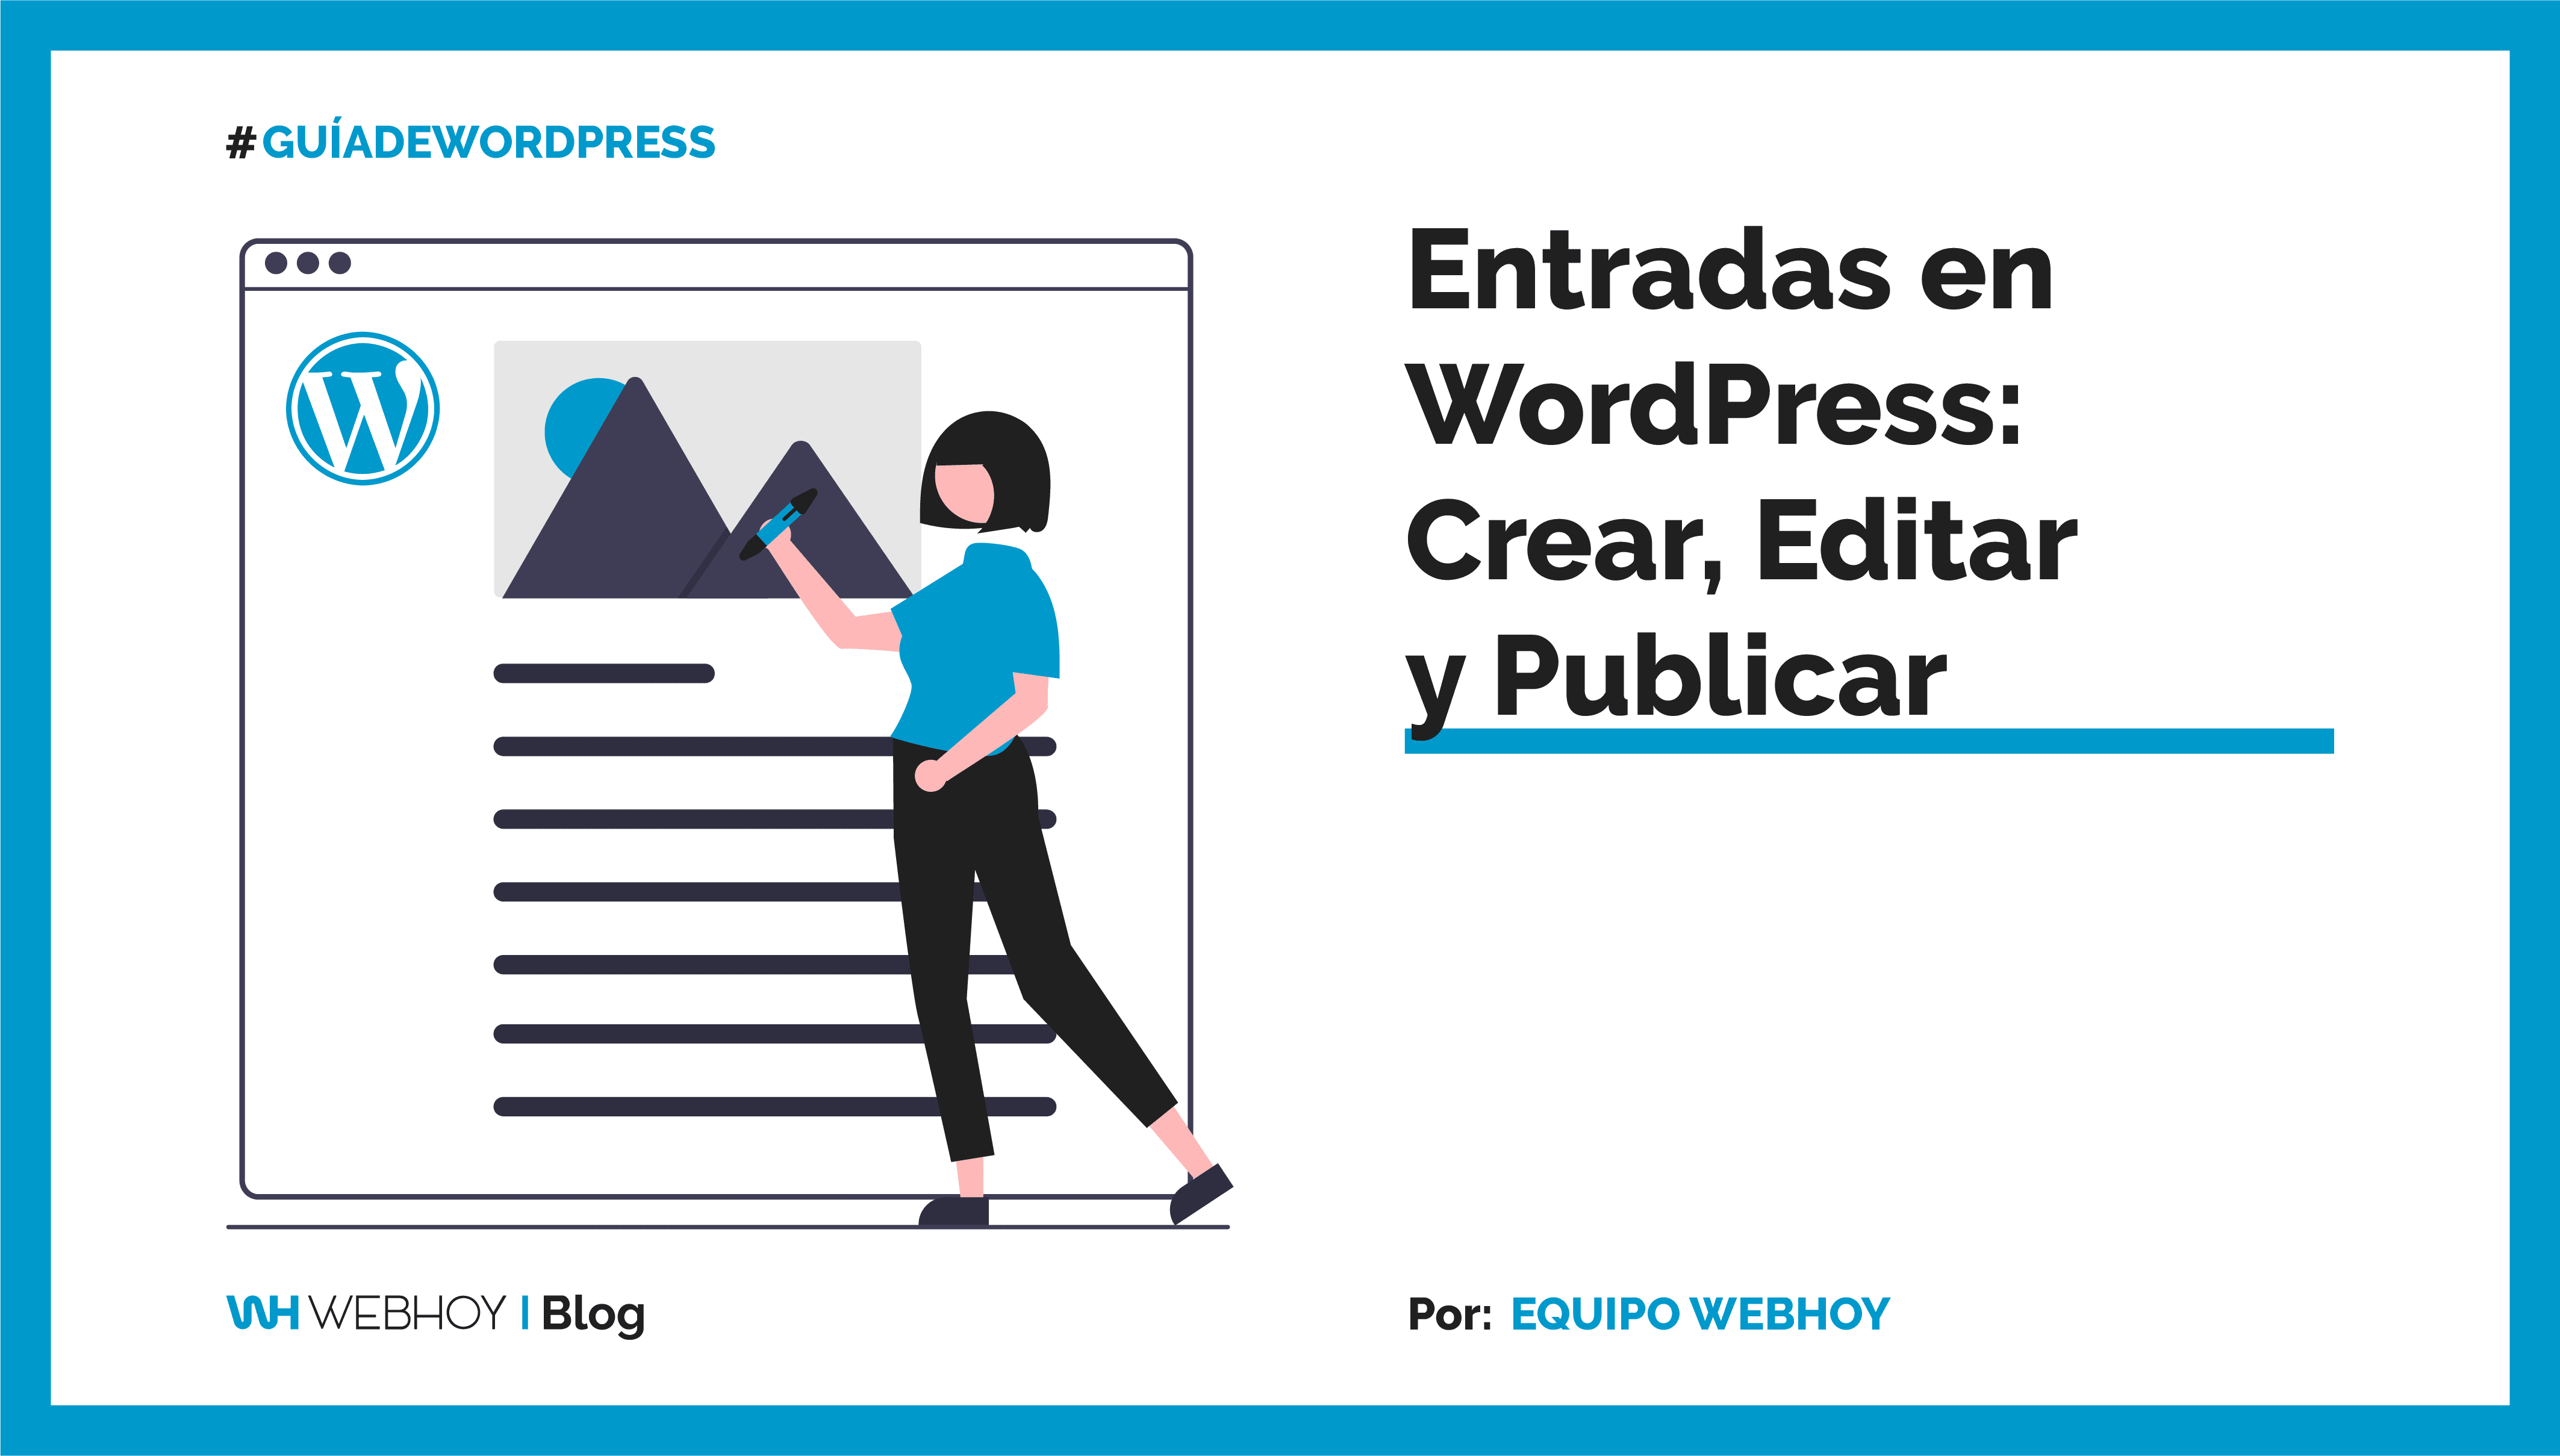 #GUÍADEWORDPRESS
Entradas en
WordPress:
Crear, Editar
y Publicar
WH WEBHOY | Blog
Por: EQUIPO WEBHOY